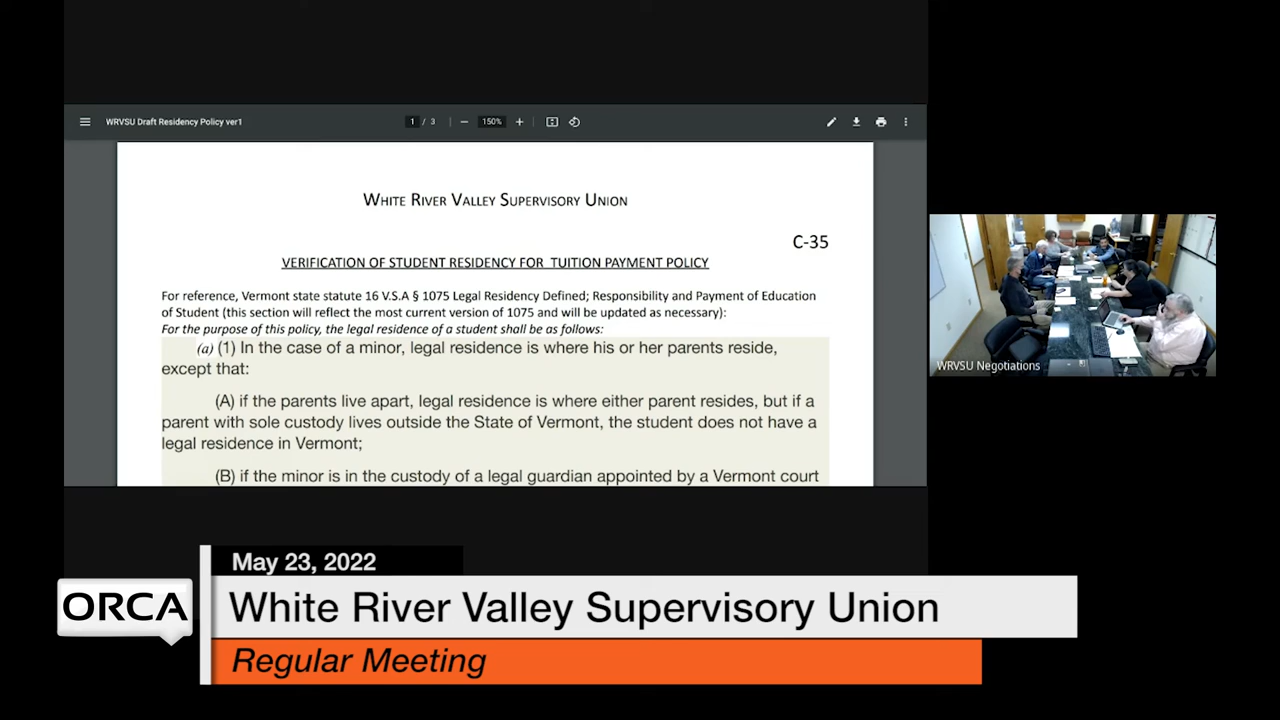 WRVSU Draft Residency Policy ver1
1 / 3
150%
WHITE RIVER VALLEY SUPERVISORY UNION
C-35
VERIFICATION OF STUDENT RESIDENCY FOR TUITION PAYMENT POLICY
For reference, Vermont state statute 16 V.S.A § 1075 Legal Residency Defined; Responsibility and Payment of Education
of Student (this section will reflect the most current version of 1075 and will be updated as necessary):
For the purpose of this policy, the legal residence of a student shall be as follows:
(a) (1) In the case of a minor, legal residence is where his or her parents reside,
except that:
(A) if the parents live apart, legal residence is where either parent resides, but if a
parent with sole custody lives outside the State of Vermont, the student does not have a
legal residence in Vermont;
(B) if the minor is in the custody of a legal guardian appointed by a Vermont court
WRVSU Negotiations
May 23, 2022
ORCA
White River Valley Supervisory Union
Regular Meeting